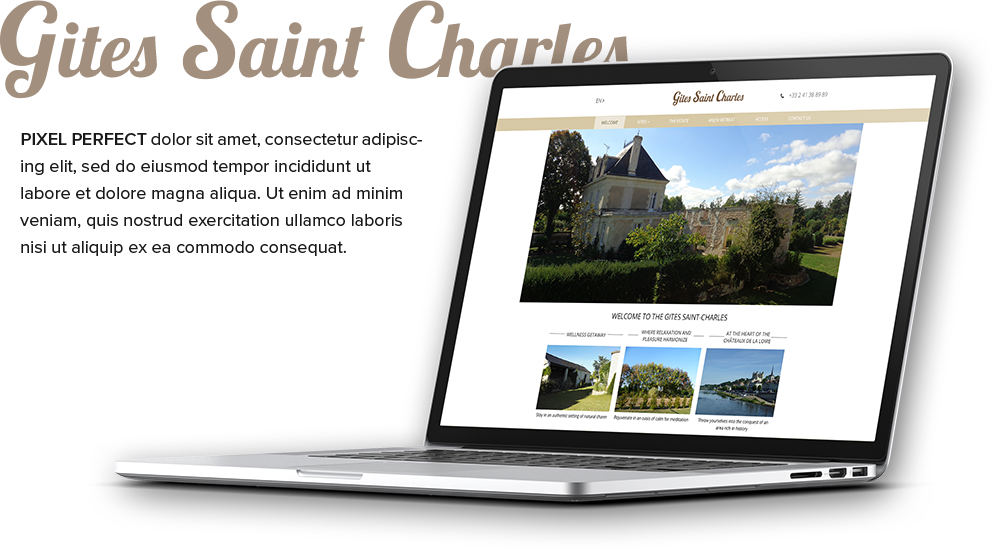 Gites Saint Charles
PIXEL PERFECT dolor sit amet, consectetur adipisc-
ing elit, sed do eiusmod tempor incididunt ut
labore et dolore magna aliqua. Ut enim ad minim
veniam, quis nostrud exercitation ullamco laboris
nisi ut aliquip ex ea commodo consequat.
EN
Gites Saint Charles
+33 2 41 38 89 89
WELCOME
THE ESTATE
ACCESS
CONTACT US
WELCOME TO THE GITES SAINT-CHARLES
WELLNESS GETAWAY
WHERE RELAXATION AND
PLEASURE HARMONIZE
AT THE HEART OF THE
CHÂTEAUX DE LA LOIRE
Stay in an authentic setting of natural charm
Rejuvenate in an oasis of calm for meditation
Throw yourselves into the conquest of an
area rich in history